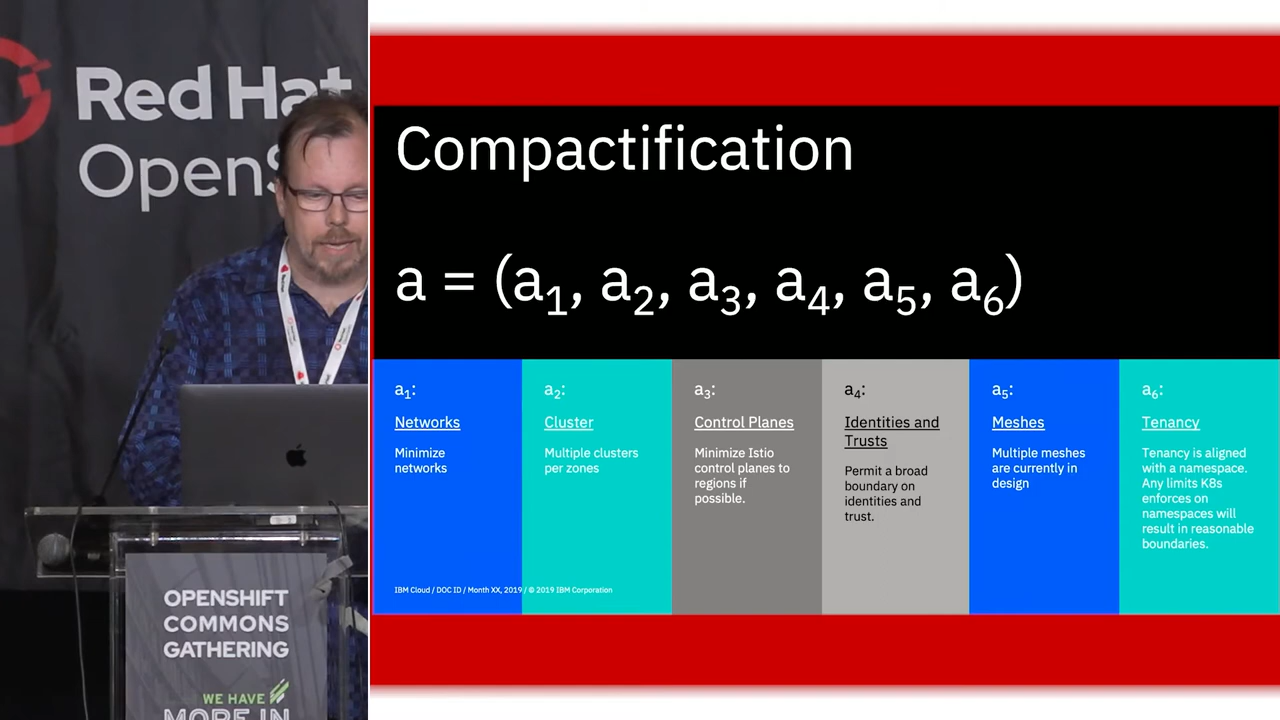 Red Hat
OpenS
OPENSHIFT
COMMONS
GATHERING
WE HAVE
MORE IN
Compactification
a = (a₁, a₂, a₃, a₄, a₅, a₆)
a₁:
Networks
Minimize
networks
a₂:
Cluster
Multiple clusters
per zones
a₃:
Control Planes
Minimize Istio
control planes to
regions if
possible.
a₄:
Identities and
Trusts
Permit a broad
boundary on
identities and
trust.
a₅:
Meshes
Multiple meshes
are currently in
design
a₆:
Tenancy
Tenancy is aligned
with a namespace.
Any limits K8s
enforces on
namespaces will
result in reasonable
boundaries.
IBM Cloud / DOC ID / Month XX, 2019 / © 2019 IBM Corporation